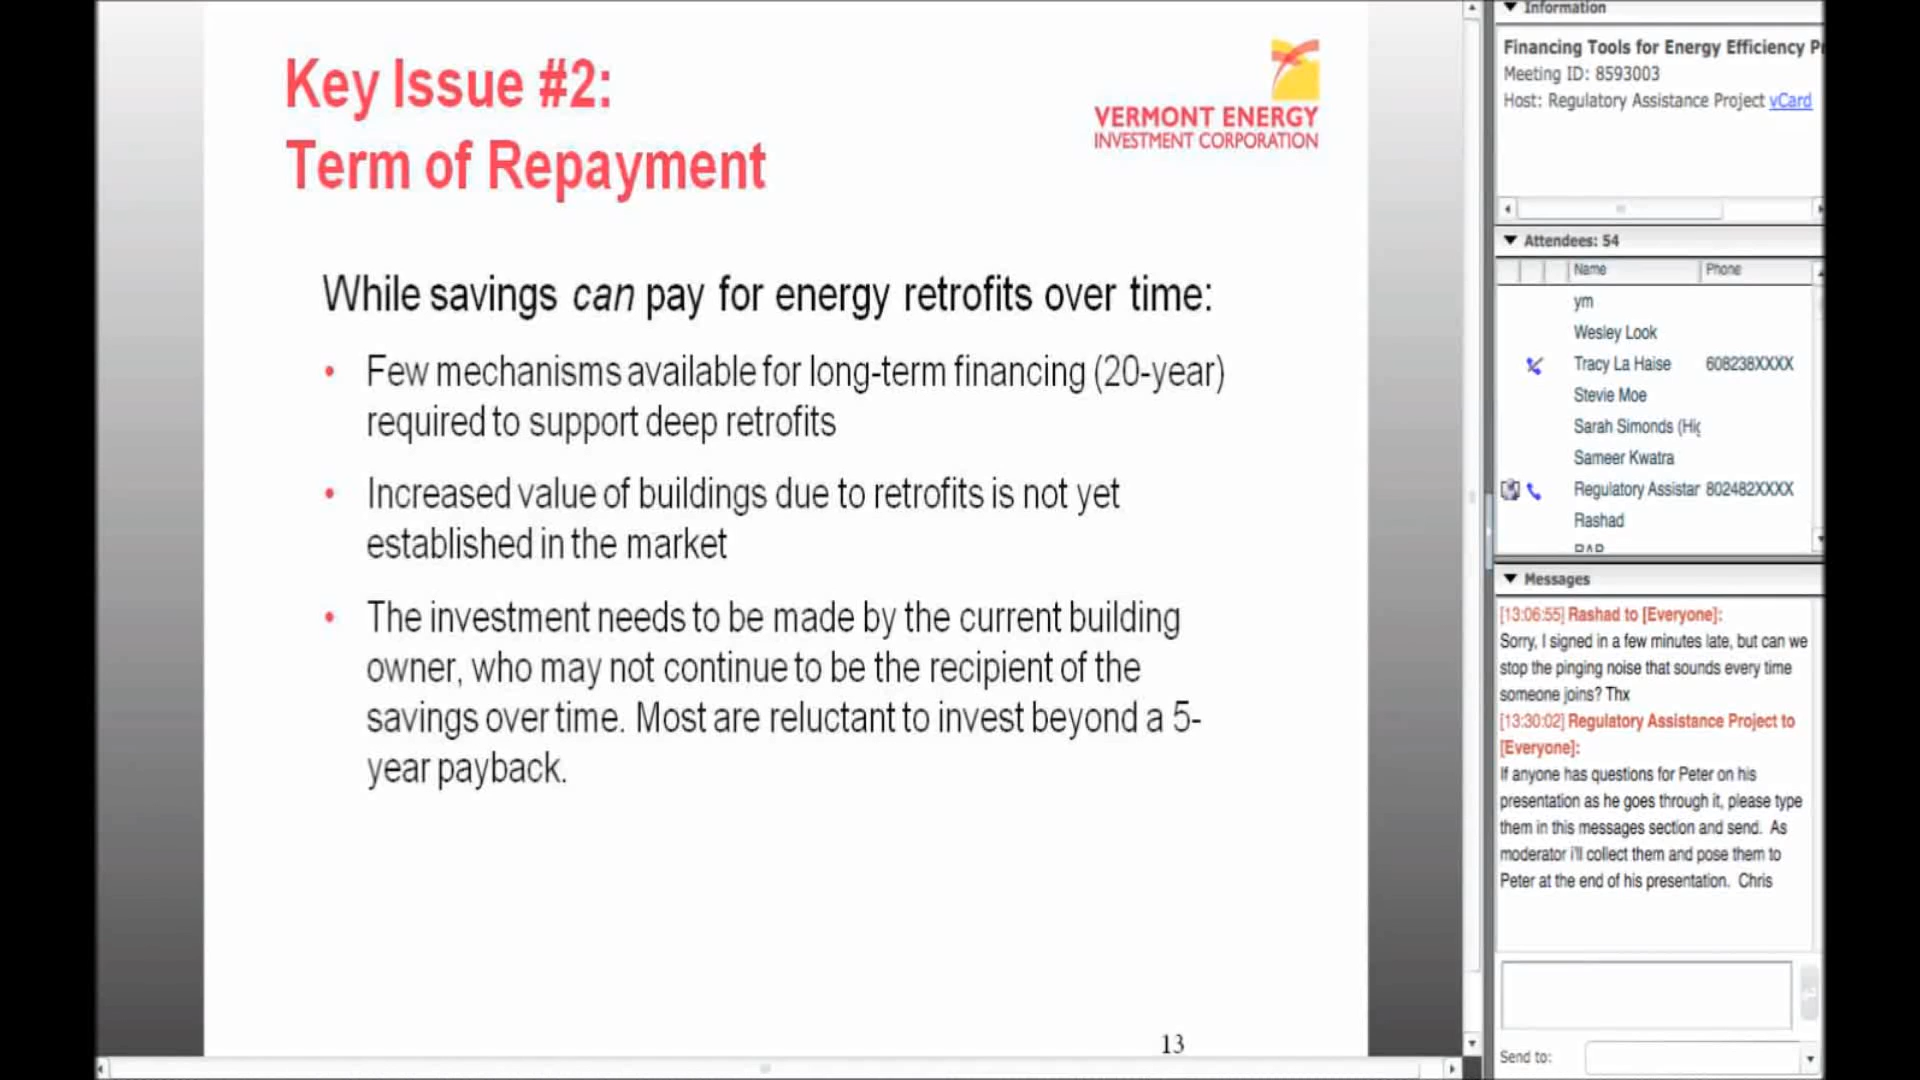 Key Issue #2:
Term of Repayment
VERMONT ENERGY
INVESTMENT CORPORATION
While savings can pay for energy retrofits over time:
• Few mechanisms available for long-term financing (20-year)
required to support deep retrofits
• Increased value of buildings due to retrofits is not yet
established in the market
• The investment needs to be made by the current building
owner, who may not continue to be the recipient of the
savings over time. Most are reluctant to invest beyond a 5-
year payback.
13
Information
Financing Tools for Energy Efficiency Pr
Meeting ID: 8593003
Host: Regulatory Assistance Project vCard
Attendees: 54
Name Phone
ym
Wesley Look
Tracy La Haise 608238XXXX
Stevie Moe
Sarah Simonds (Hig
Sameer Kwatra
Regulatory Assistar 802482XXXX
Rashad
RAP
Messages
[13:06:55] Rashad to [Everyone]:
Sorry, I signed in a few minutes late, but can we
stop the pinging noise that sounds every time
someone joins? Thx
[13:30:02] Regulatory Assistance Project to
[Everyone]:
If anyone has questions for Peter on his
presentation as he goes through it, please type
them in this messages section and send. As
moderator i'll collect them and pose them to
Peter at the end of his presentation. Chris
Send to: